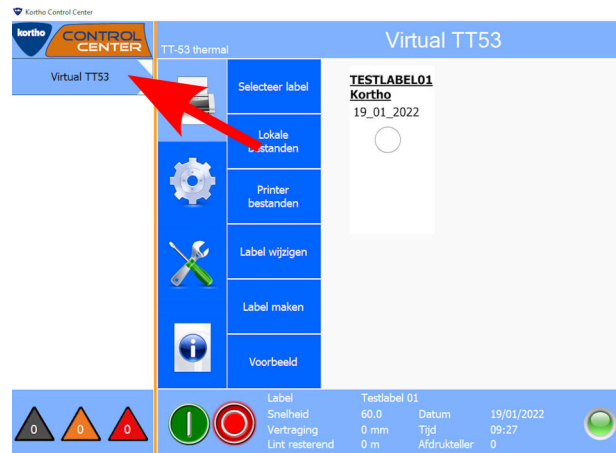 Kortho Control Center
kortho
CONTROL
CENTER
TT-53 thermal
Virtual TT53
Virtual TT53
Selecteer label
Lokale
bestanden
Printer
bestanden
Label wijzigen
Label maken
Voorbeeld
TESTLABEL01
Kortho
19_01_2022
0
0
0
Label
Testlabel 01
Snelheid
60.0
Datum
19/01/2022
Vertraging
0 mm
Tijd
09:27
Lint resterend
0 m
Afdrukteller
0